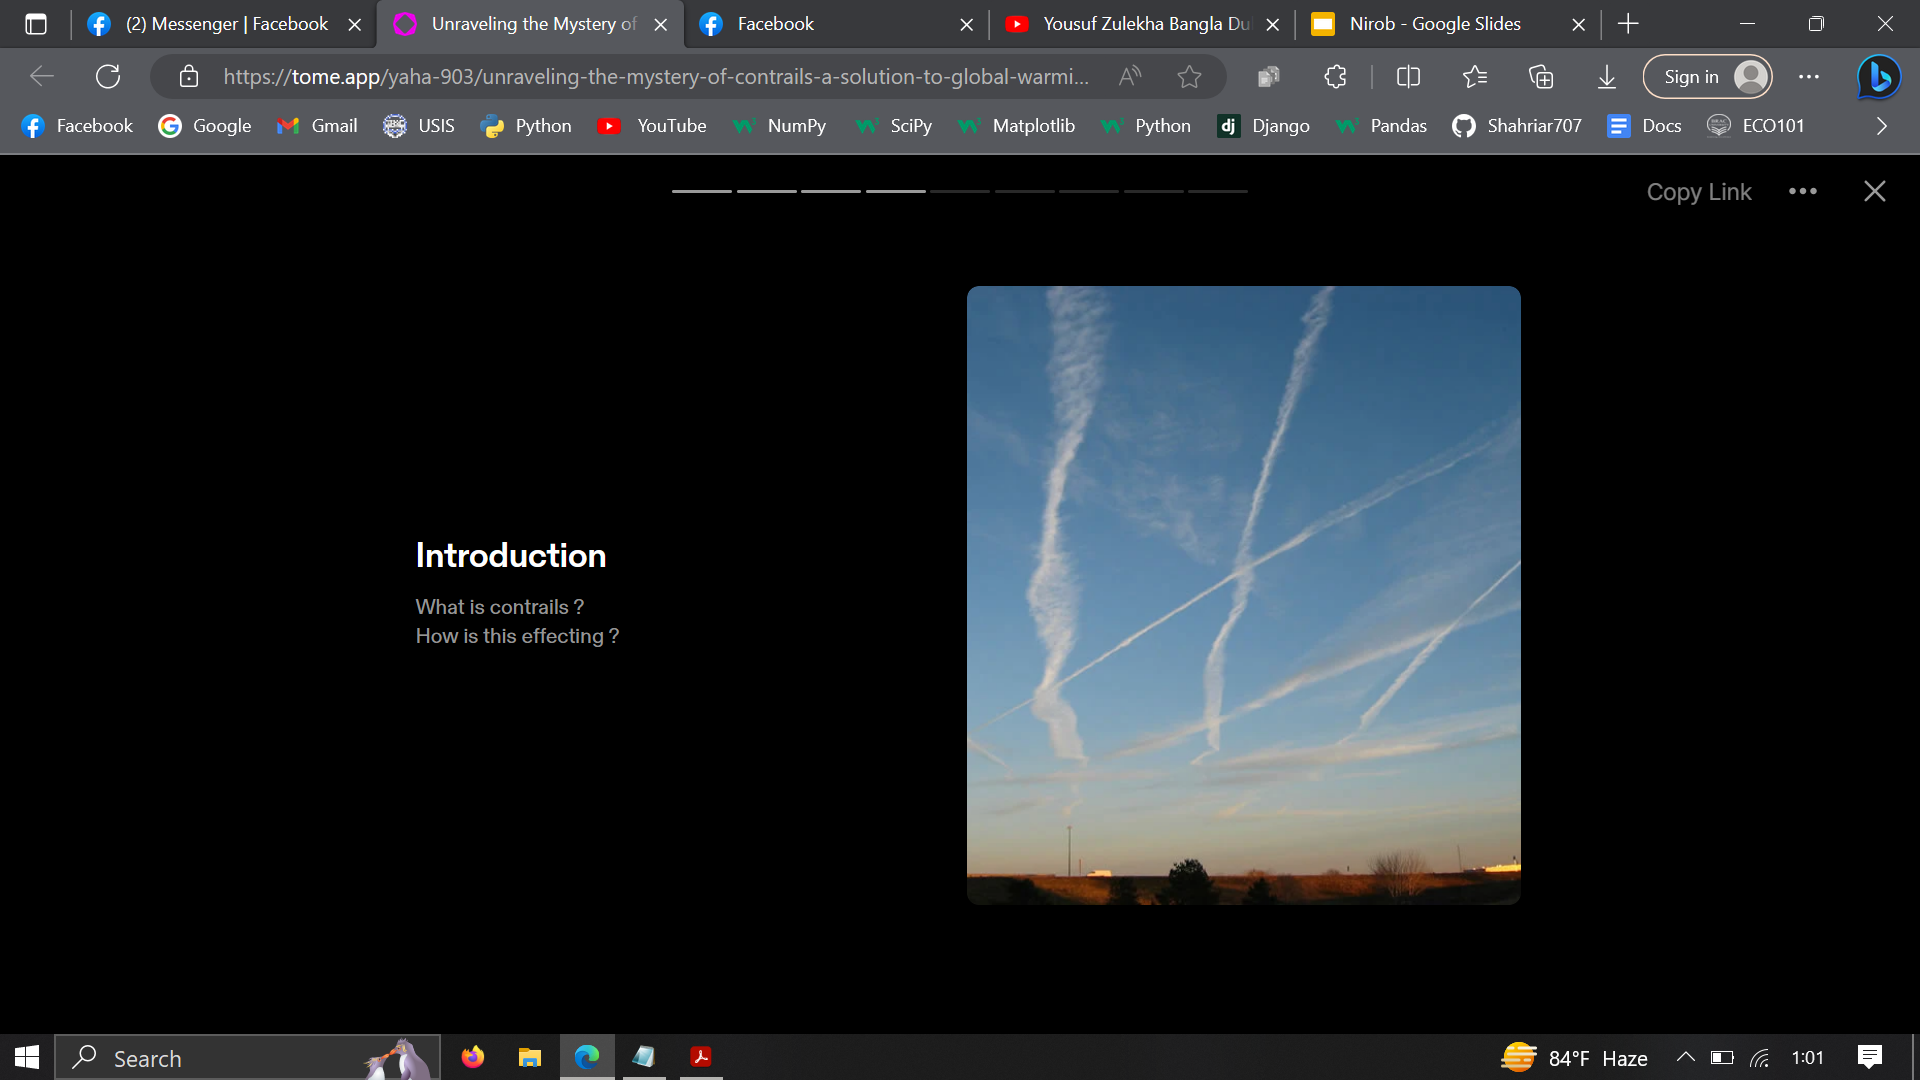 (2) Messenger | Facebook
Unraveling the Mystery of
Facebook
Yousuf Zulekha Bangla Du
Nirob - Google Slides
https://tome.app/yaha-903/unraveling-the-mystery-of-contrails-a-solution-to-global-warmi...
Sign in
Facebook
Google
Gmail
USIS
Python
YouTube
NumPy
SciPy
Matplotlib
Python
dj Django
Pandas
Shahriar707
Docs
ECO101
Copy Link
Introduction
What is contrails ?
How is this effecting ?
Search
84°F Haze
1:01